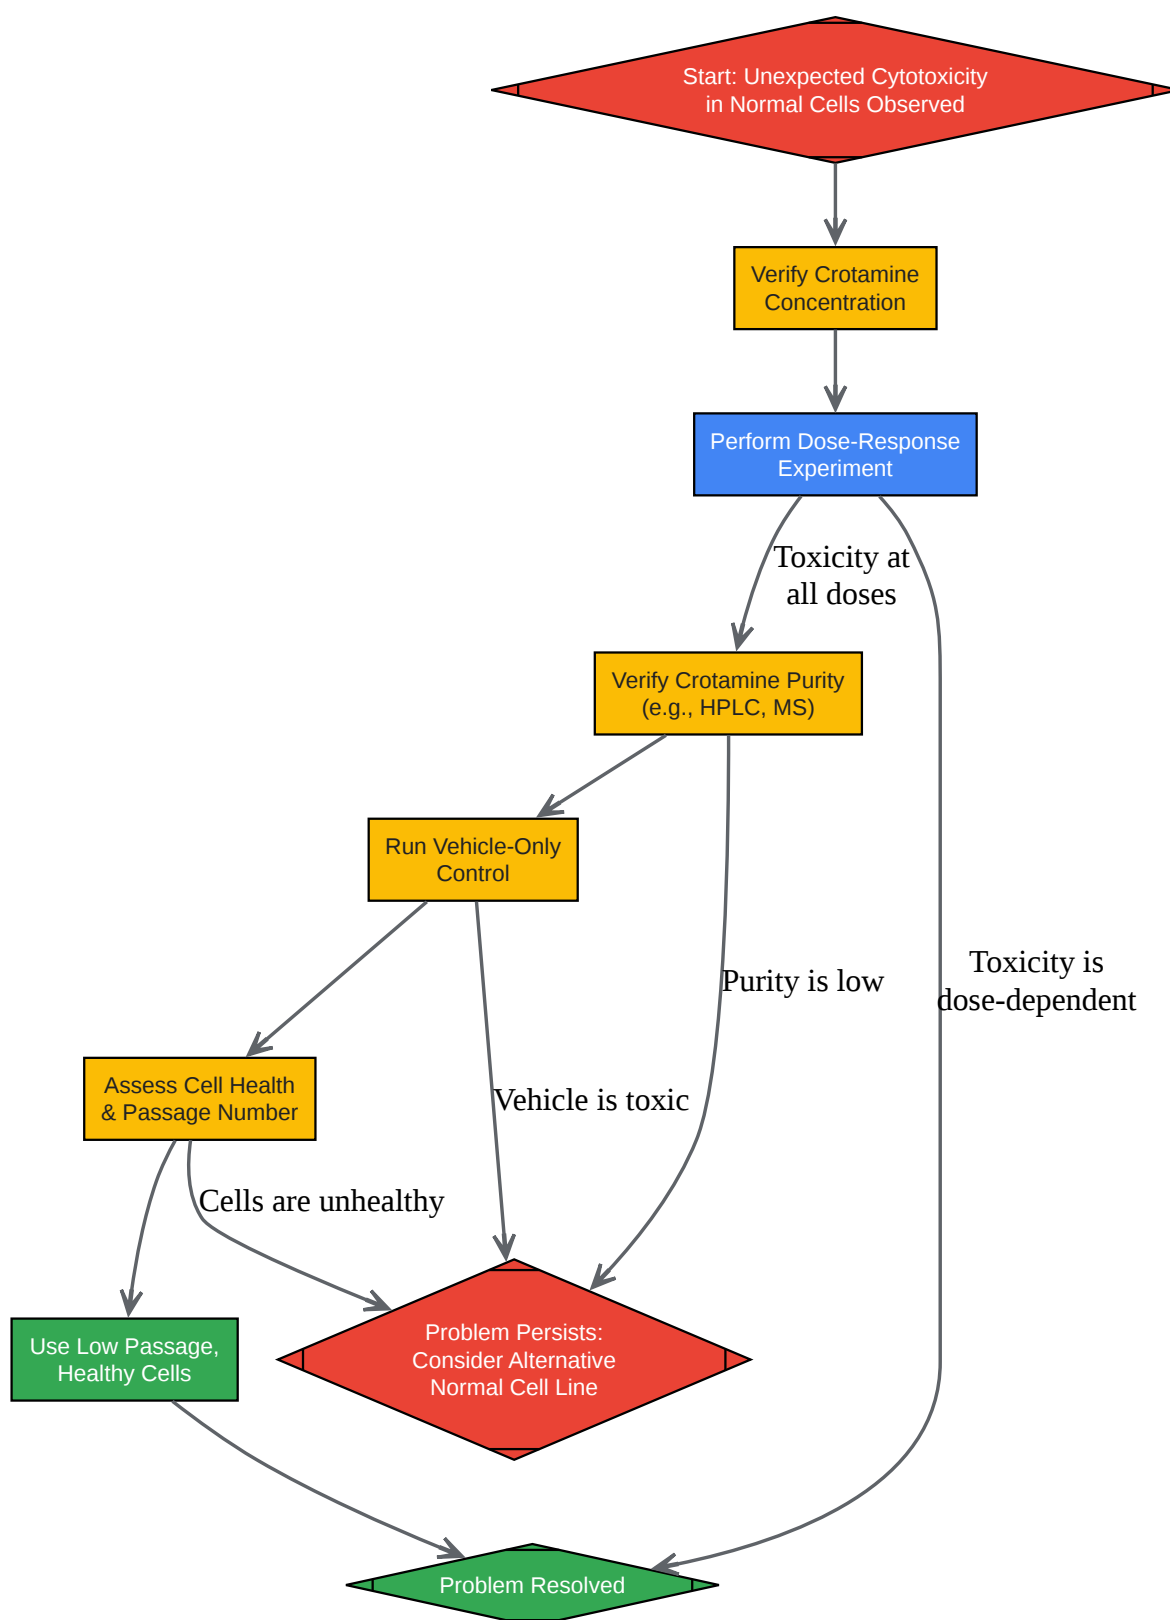 Start: Unexpected Cytotoxicity
in Normal Cells Observed
Verify Crotamine
Concentration
Perform Dose-Response
Experiment
Toxicity at
all doses
Verify Crotamine Purity
(e.g., HPLC, MS)
Run Vehicle-Only
Control
Purity is low
Toxicity is
dose-dependent
Assess Cell Health
& Passage Number
Vehicle is toxic
Cells are unhealthy
Use Low Passage,
Healthy Cells
Problem Persists:
Consider Alternative
Normal Cell Line
Problem Resolved